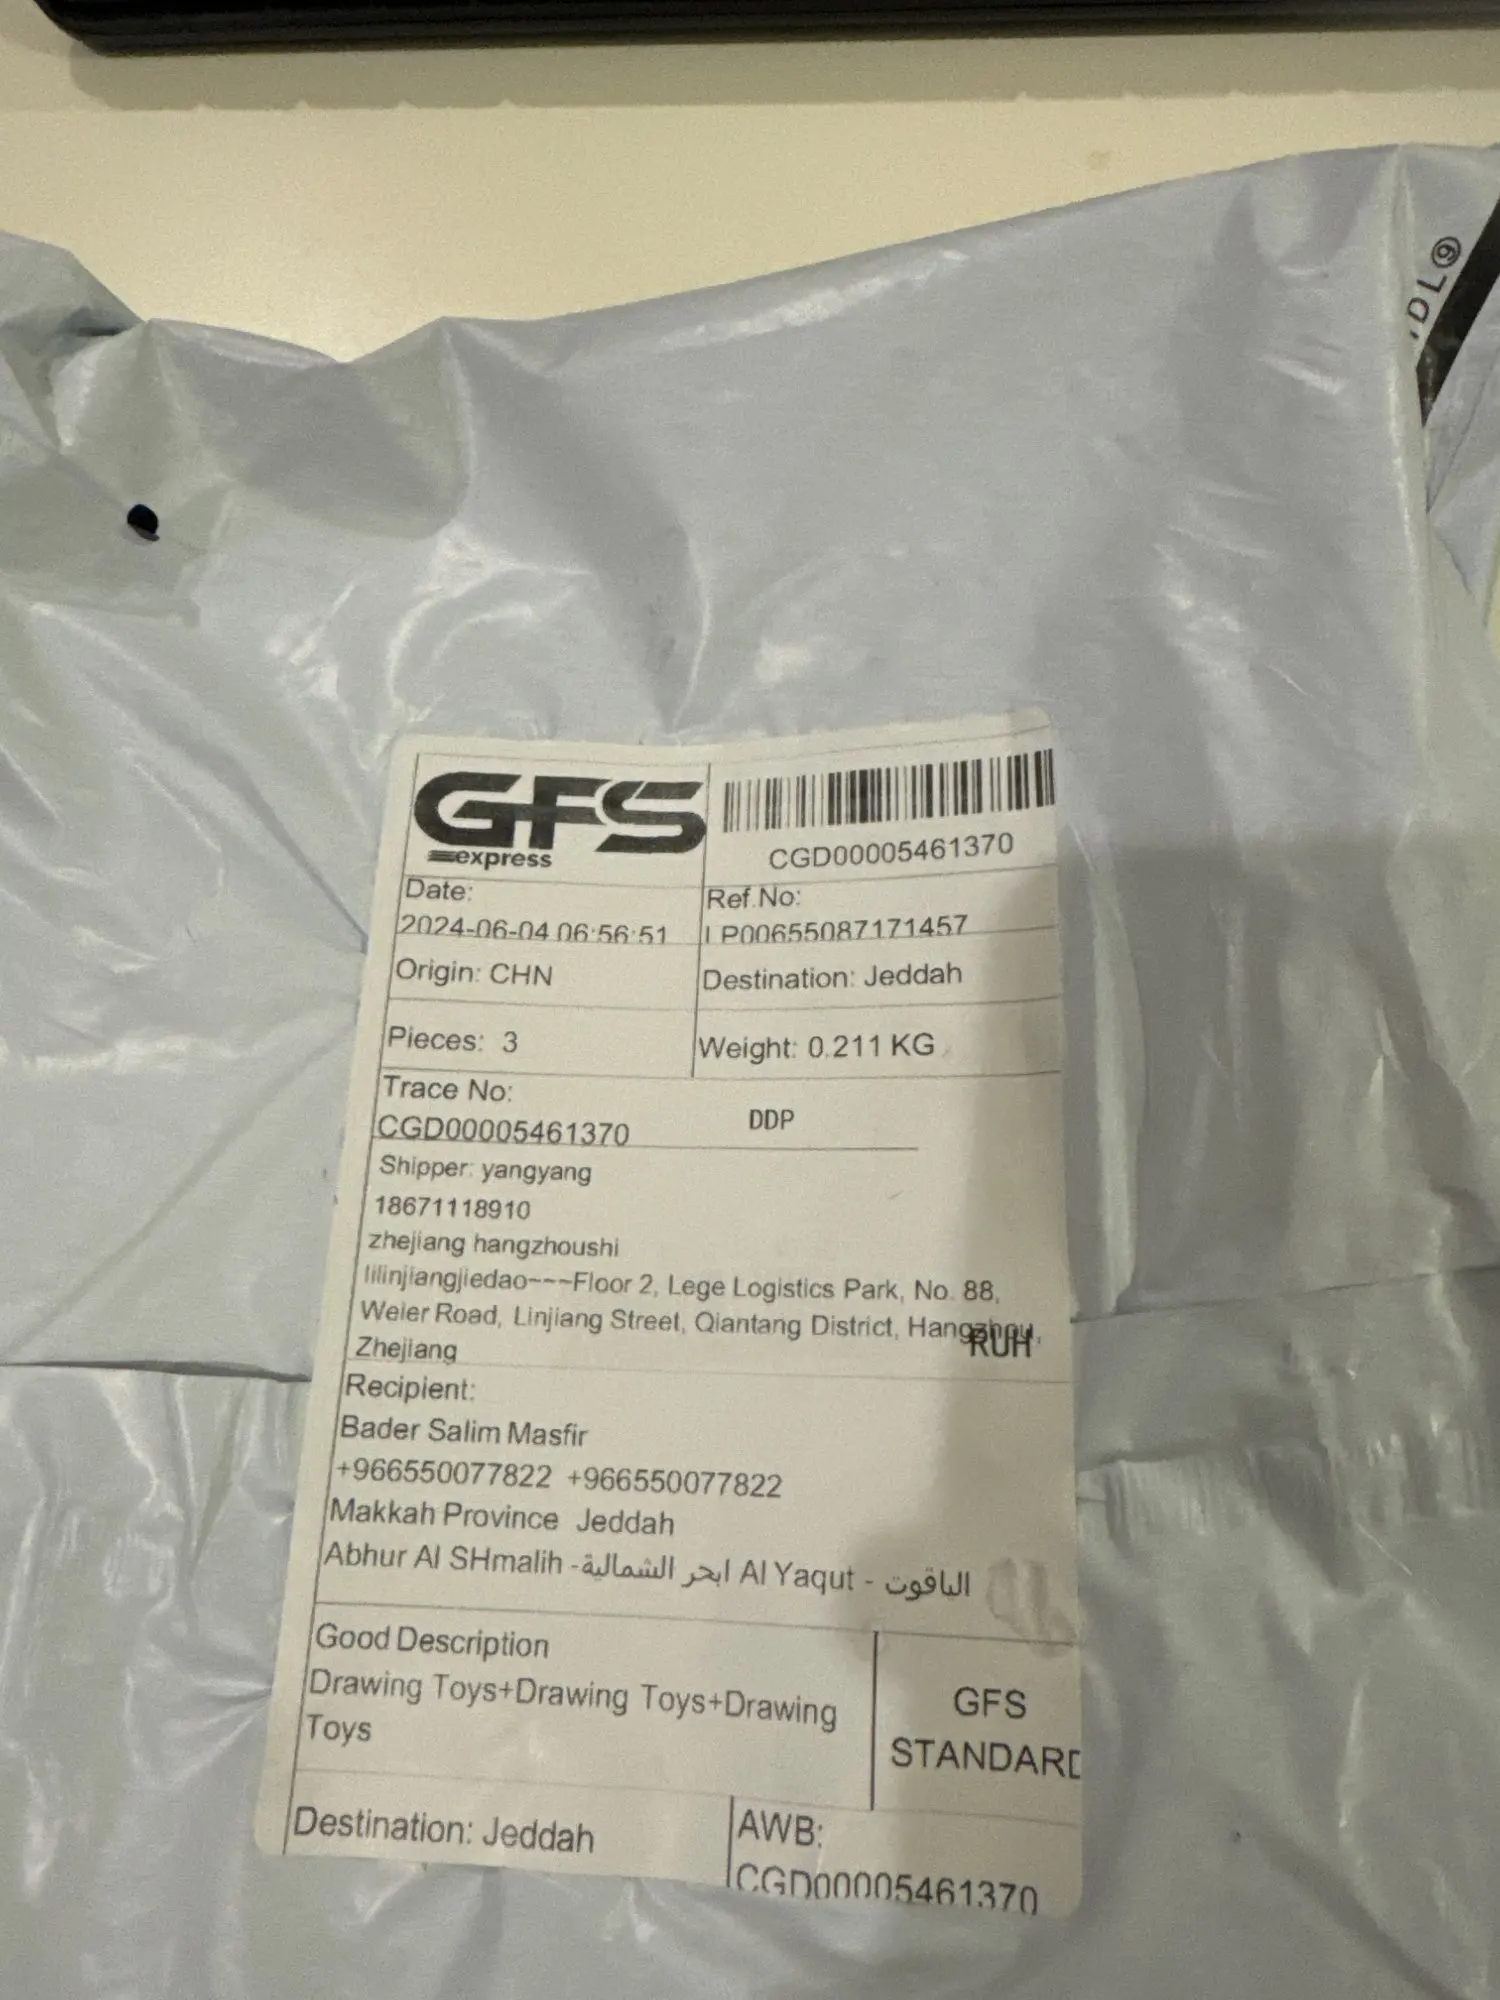 GFS
express
CGD00005461370
Date:
2024-06-04 06:56:51
Ref.No:
LP00655087171457
Origin: CHN
Destination: Jeddah
Pieces: 3
Weight: 0.211 KG
Trace No:
CGD00005461370
DDP
Shipper: yangyang
18671118910
zhejiang hangzhoushi
lilinjiangjiedao---Floor 2, Lege Logistics Park, No. 88,
Weier Road, Linjiang Street, Qiantang District, Hangzhou,
RUH
Zhejiang
Recipient:
Bader Salim Masfir
+966550077822 +966550077822
Makkah Province Jeddah
Abhur Al SHmalih - ابحر الشمالية Al Yaqut - الياقوت
Good Description
Drawing Toys+Drawing Toys+Drawing
Toys
GFS
STANDARD
Destination: Jeddah
AWB:
CGD00005461370